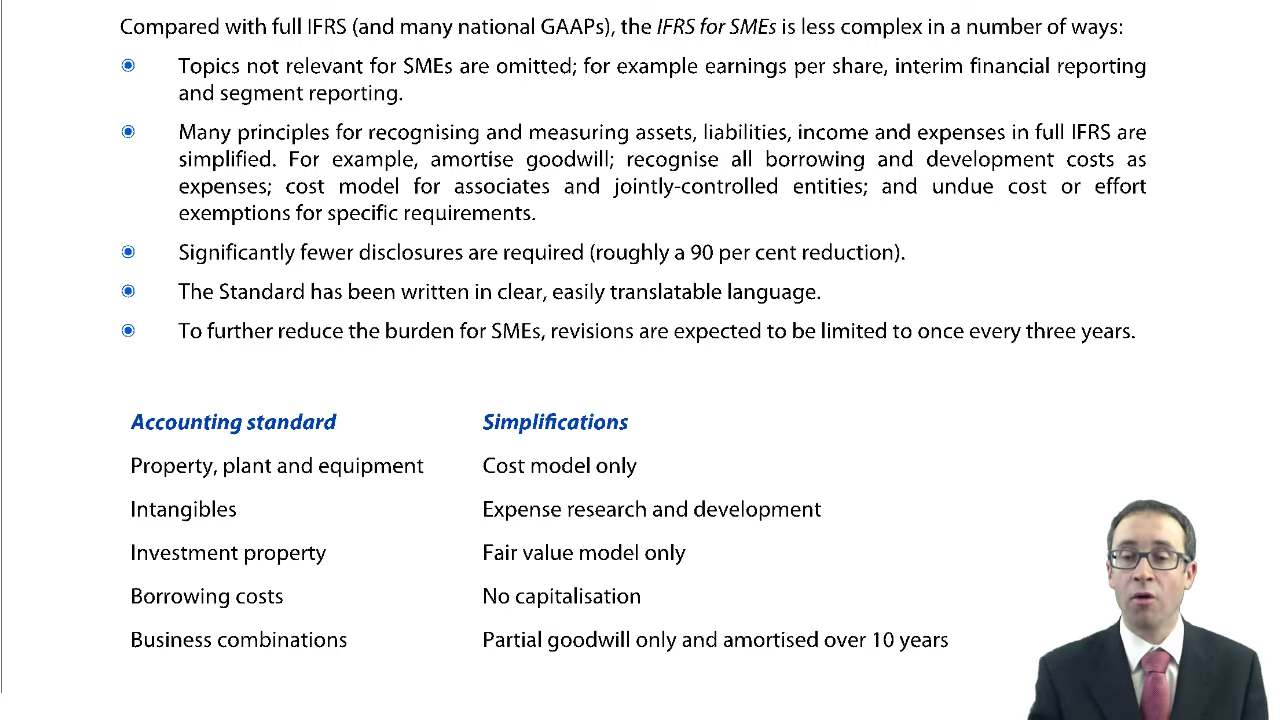 Compared with full IFRS (and many national GAAPs), the IFRS for SMEs is less complex in a number of ways:
Topics not relevant for SMEs are omitted; for example earnings per share, interim financial reporting
and segment reporting.
Many principles for recognising and measuring assets, liabilities, income and expenses in full IFRS are
simplified. For example, amortise goodwill; recognise all borrowing and development costs as
expenses; cost model for associates and jointly-controlled entities; and undue cost or effort
exemptions for specific requirements.
Significantly fewer disclosures are required (roughly a 90 per cent reduction).
The Standard has been written in clear, easily translatable language.
To further reduce the burden for SMEs, revisions are expected to be limited to once every three years.
Accounting standard Simplifications
Property, plant and equipment Cost model only
Intangibles Expense research and development
Investment property Fair value model only
Borrowing costs No capitalisation
Business combinations Partial goodwill only and amortised over 10 years